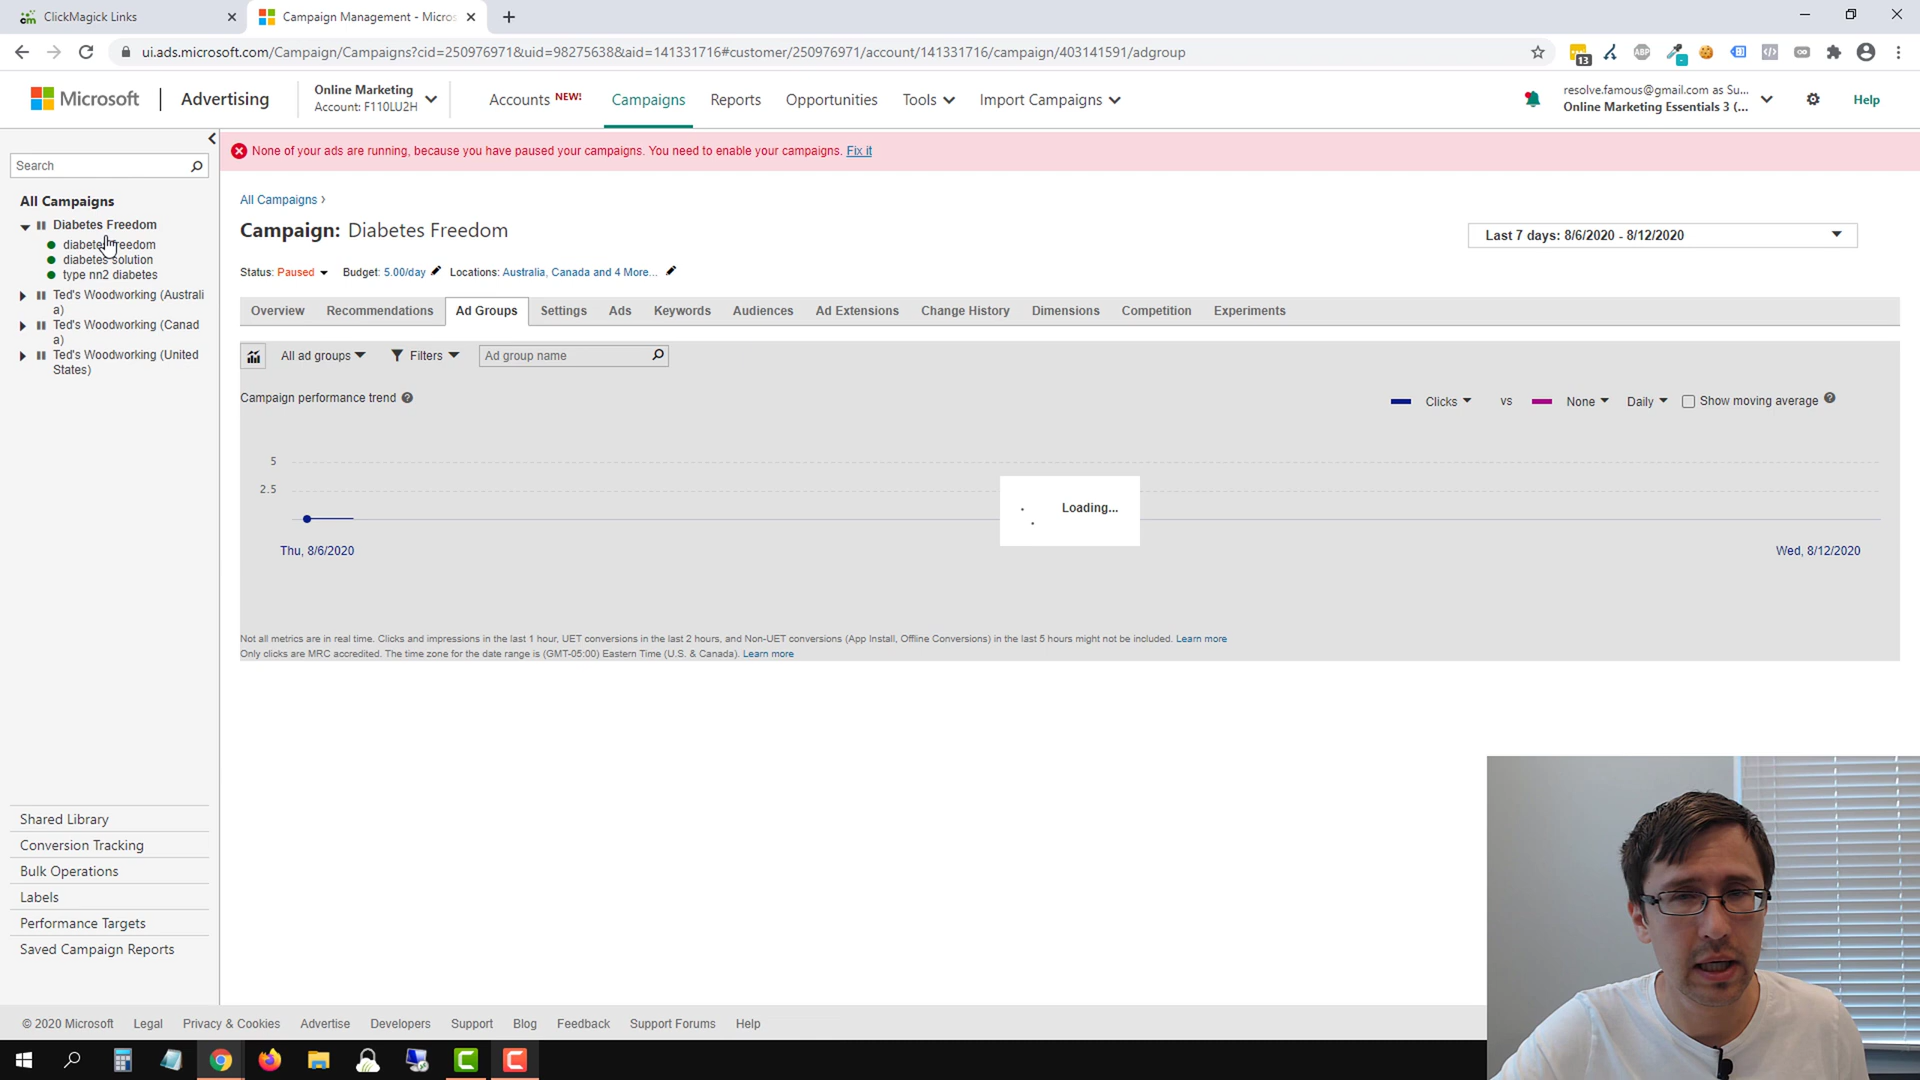 ClickMagick Links
Campaign Management - Micros
ui.ads.microsoft.com/Campaign/Campaigns?cid=250976971&uid=98275638&aid=141331716#customer/250976971/account/141331716/campaign/403141591/adgroup
13
ABP
Microsoft
Advertising
Online Marketing
Account: F110LU2H
Accounts NEW!
Campaigns
Reports
Opportunities
Tools
Import Campaigns
resolve.famous@gmail.com as Su...
Online Marketing Essentials 3 (...
Help
None of your ads are running, because you have paused your campaigns. You need to enable your campaigns. Fix it
Search
All Campaigns
Diabetes Freedom
diabetes freedom
diabetes solution
type nn2 diabetes
Ted's Woodworking (Australi
a)
Ted's Woodworking (Canad
a)
Ted's Woodworking (United
States)
Shared Library
Conversion Tracking
Bulk Operations
Labels
Performance Targets
Saved Campaign Reports
All Campaigns ›
Campaign: Diabetes Freedom
Last 7 days: 8/6/2020 - 8/12/2020
Status: Paused
Budget: 5.00/day
Locations: Australia, Canada and 4 More...
Overview
Recommendations
Ad Groups
Settings
Ads
Keywords
Audiences
Ad Extensions
Change History
Dimensions
Competition
Experiments
All ad groups
Filters
Ad group name
Campaign performance trend
Clicks
vs
None
Daily
Show moving average
5
2.5
Loading...
Thu, 8/6/2020
Wed, 8/12/2020
Not all metrics are in real time. Clicks and impressions in the last 1 hour, UET conversions in the last 2 hours, and Non-UET conversions (App Install, Offline Conversions) in the last 5 hours might not be included. Learn more
Only clicks are MRC accredited. The time zone for the date range is (GMT-05:00) Eastern Time (U.S. & Canada). Learn more
© 2020 Microsoft
Legal
Privacy & Cookies
Advertise
Developers
Support
Blog
Feedback
Support Forums
Help